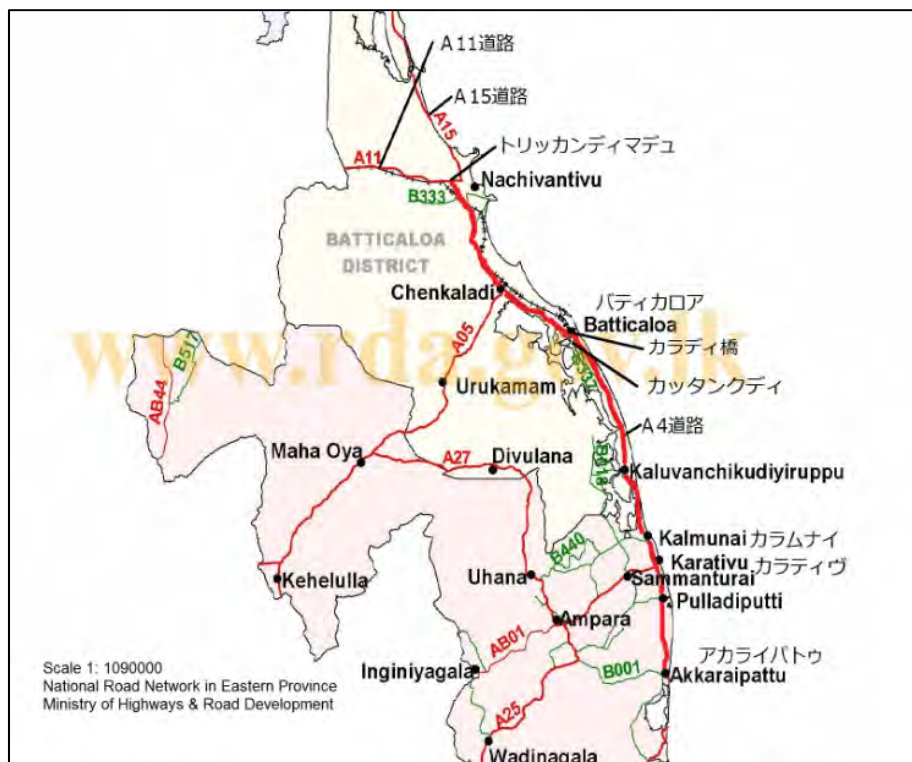 A11道路
A15道路
A15
トリッカンディマデュ
A11
Nachivantivu
B333
BATTICALOA
DISTRICT
Chenkaladi
バティカロア
Batticaloa
カラディ橋
www.rda.gov.lk
A05
B517
AB44
Urukamam
カッタンクディ
A4道路
Maha Oya
A27
Divulana
Kaluvanchikudiyiruppu
Kalmunai カラムナイ
B440
Karativu カラティヴ
Kehelulla
Uhana
Sammanturai
Pulladiputti
Ampara
AB01
アカライパトゥ
Inginiyagala
B001
Akkaraipattu
Scale 1: 1090000
National Road Network in Eastern Province
Ministry of Highways & Road Development
A25
Wadinagala